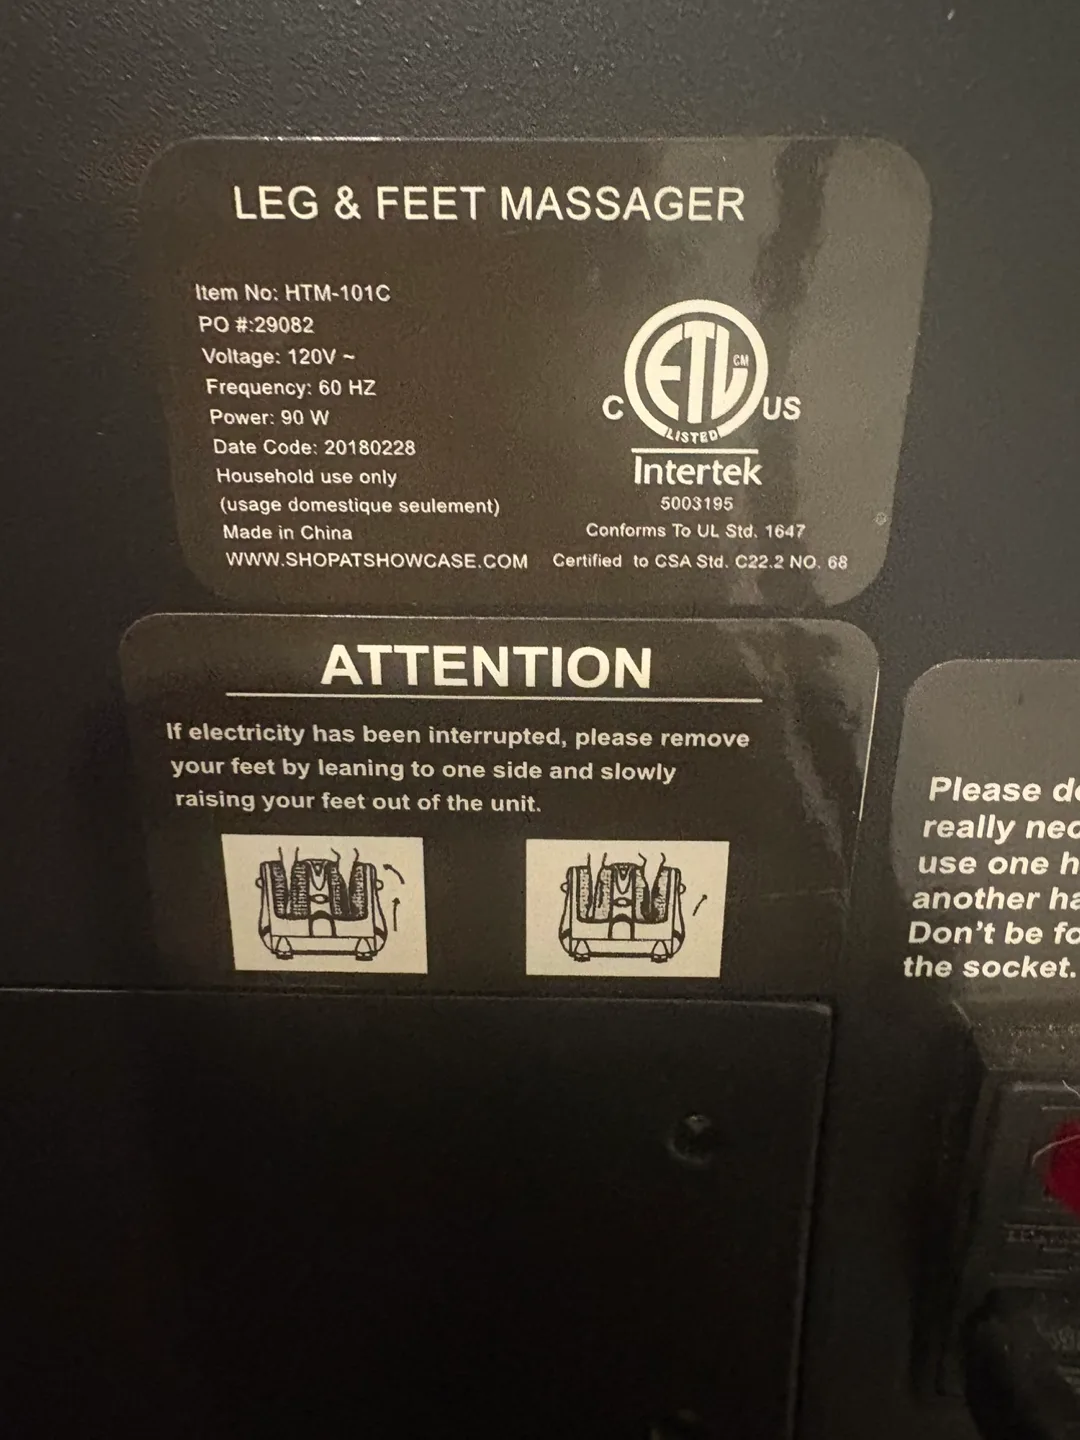 LEG & FEET MASSAGER
Item No: HTM-101C
PO #:29082
Voltage: 120V ~
Frequency: 60 HZ
Power: 90 W
Date Code: 20180228
Household use only
(usage domestique seulement)
Made in China
WWW.SHOPATSHOWCASE.COM
ETL CM
C US
LISTED
Intertek
5003195
Conforms To UL Std. 1647
Certified to CSA Std. C22.2 NO. 68
ATTENTION
If electricity has been interrupted, please remove
your feet by leaning to one side and slowly
raising your feet out of the unit.
Please
really
use one
another
Don't be
the socket.